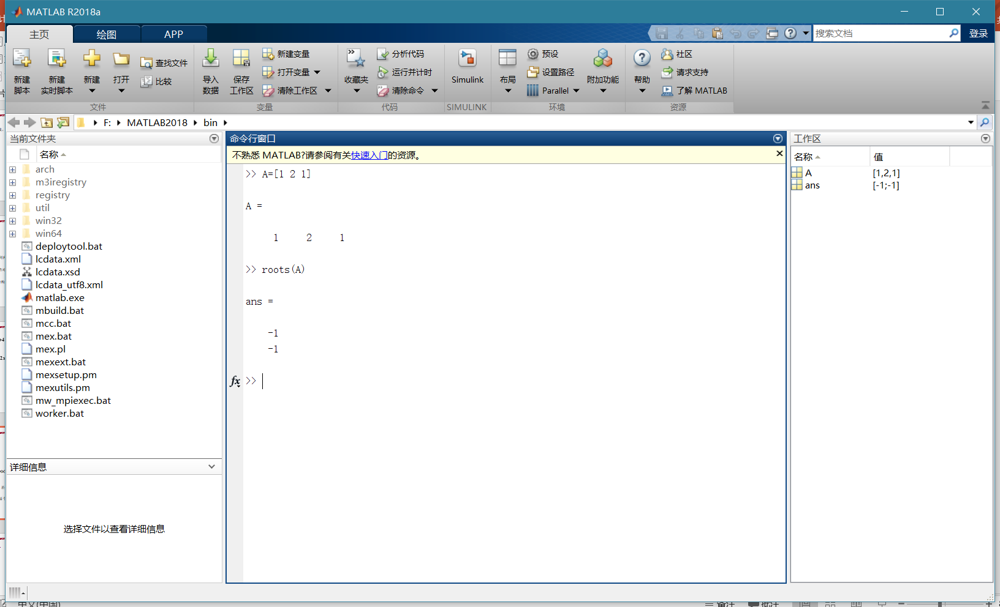 MATLAB R2018a
主页
绘图
APP
搜索文档
登录
新建
脚本
新建
实时脚本
新建
打开
查找文件
比较
文件
导入
数据
保存
工作区
新建变量
打开变量
清除工作区
变量
收藏夹
分析代码
运行并计时
清除命令
代码
Simulink
SIMULINK
布局
预设
设置路径
Parallel
附加功能
环境
帮助
社区
请求支持
了解 MATLAB
资源
F: MATLAB2018 bin
当前文件夹
名称
arch
m3iregistry
registry
util
win32
win64
deploytool.bat
lcdata.xml
lcdata.xsd
lcdata_utf8.xml
matlab.exe
mbuild.bat
mcc.bat
mex.bat
mex.pl
mexext.bat
mexsetup.pm
mexutils.pm
mw_mpiexec.bat
worker.bat
详细信息
选择文件以查看详细信息
命令行窗口
不熟悉 MATLAB?请参阅有关快速入门的资源。
>> A=[1 2 1]
A =
1 2 1
>> roots(A)
ans =
-1
-1
fx >>
工作区
名称 值
A [1,2,1]
ans [-1;-1]
中文(中国)
备注
批注